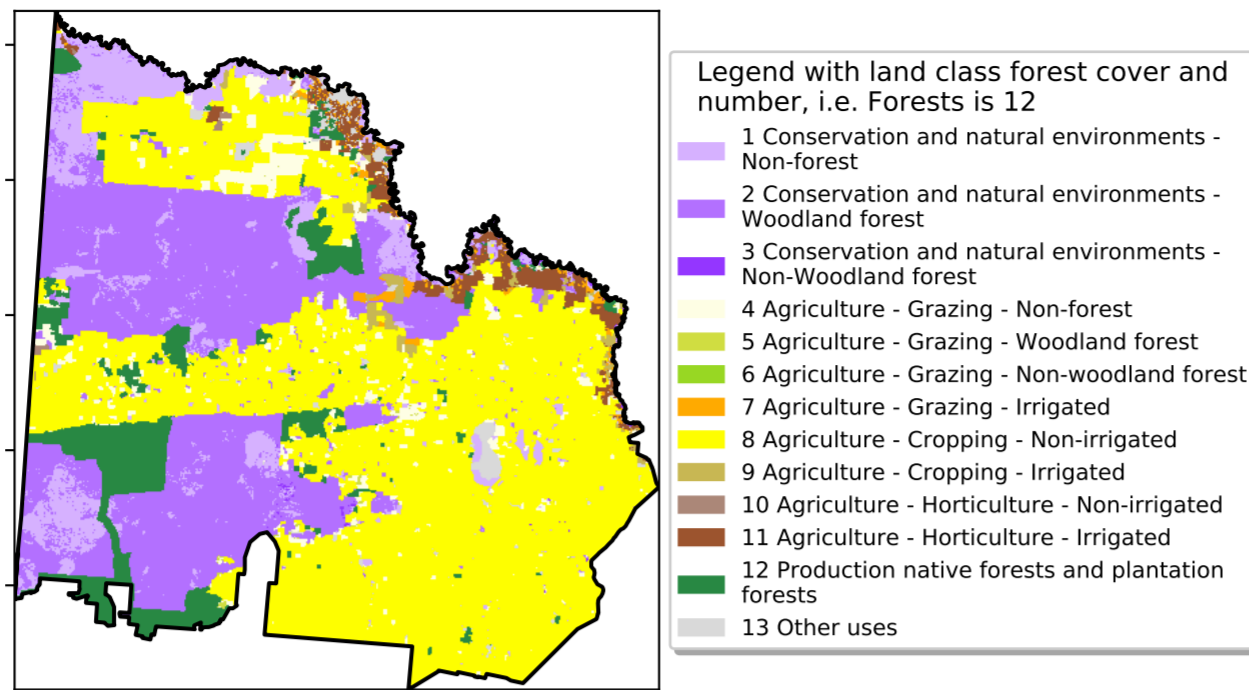 Legend with land class forest cover and
number, i.e. Forests is 12
1 Conservation and natural environments -
Non-forest
2 Conservation and natural environments -
Woodland forest
3 Conservation and natural environments -
Non-Woodland forest
4 Agriculture - Grazing - Non-forest
5 Agriculture - Grazing - Woodland forest
6 Agriculture - Grazing - Non-woodland forest
7 Agriculture - Grazing - Irrigated
8 Agriculture - Cropping - Non-irrigated
9 Agriculture - Cropping - Irrigated
10 Agriculture - Horticulture - Non-irrigated
11 Agriculture - Horticulture - Irrigated
12 Production native forests and plantation
forests
13 Other uses